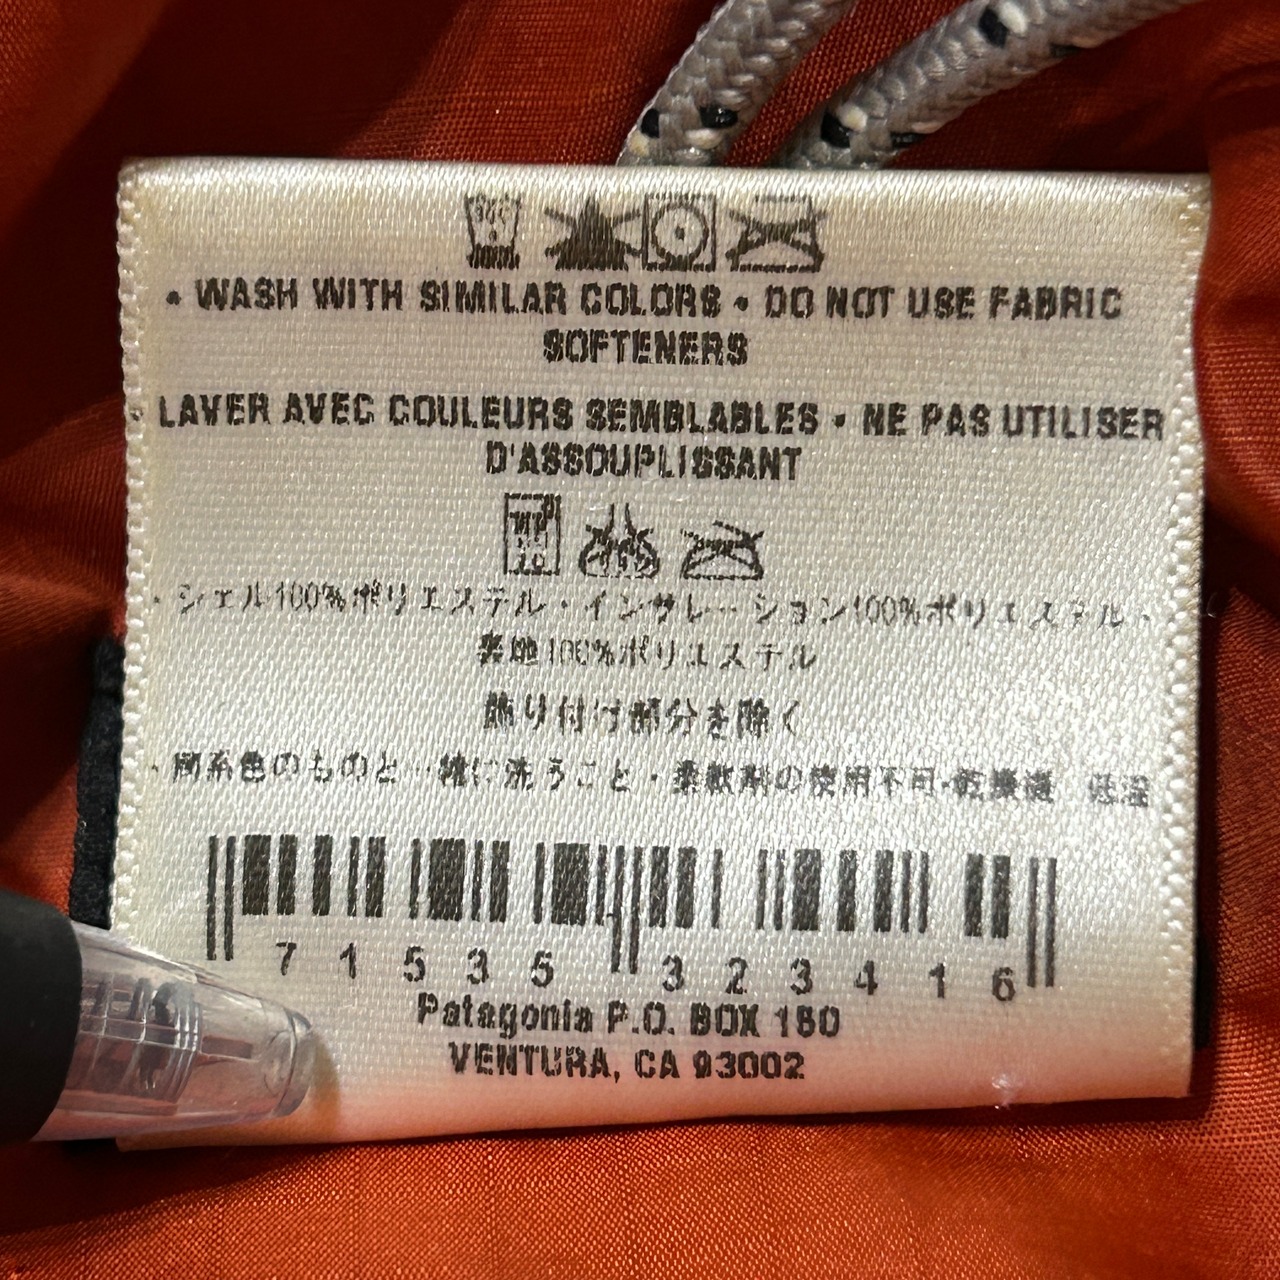 • WASH WITH SIMILAR COLORS • DO NOT USE FABRIC
SOFTENERS
• LAVER AVEC COULEURS SEMBLABLES • NE PAS UTILISER
D'ASSOUPLISSANT
・シェル100%ポリエステル・インサレーション100%ポリエステル・
裏地100%ポリエステル
飾り付け部分を除く
・同系色のものと一緒に洗うこと・柔軟剤の使用不可・乾燥機 低温
7 1 5 3 5 3 2 3 4 1 6
Patagonia P.O. BOX 150
VENTURA, CA 93002